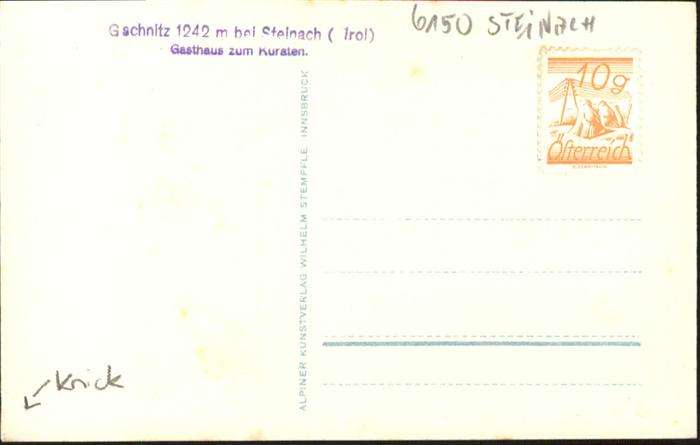 Gschnitz 1242 m bei Steinach ( Irol)
Gasthaus zum Kuraten.
6150 STEINACH
10g
Österreich
ALPINER KUNSTVERLAG WILHELM STEMPFLE INNSBRUCK
Knick